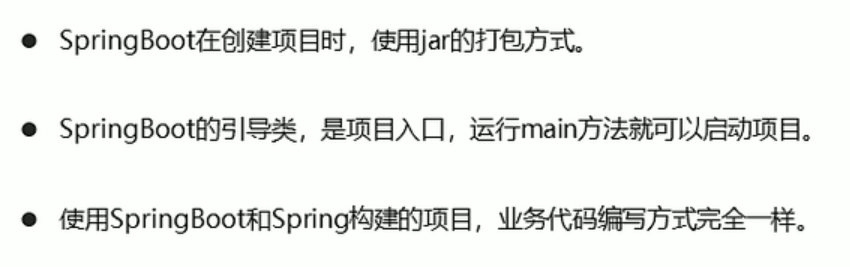 ● SpringBoot在创建项目时，使用jar的打包方式。
● SpringBoot的引导类，是项目入口，运行main方法就可以启动项目。
● 使用SpringBoot和Spring构建的项目，业务代码编写方式完全一样。